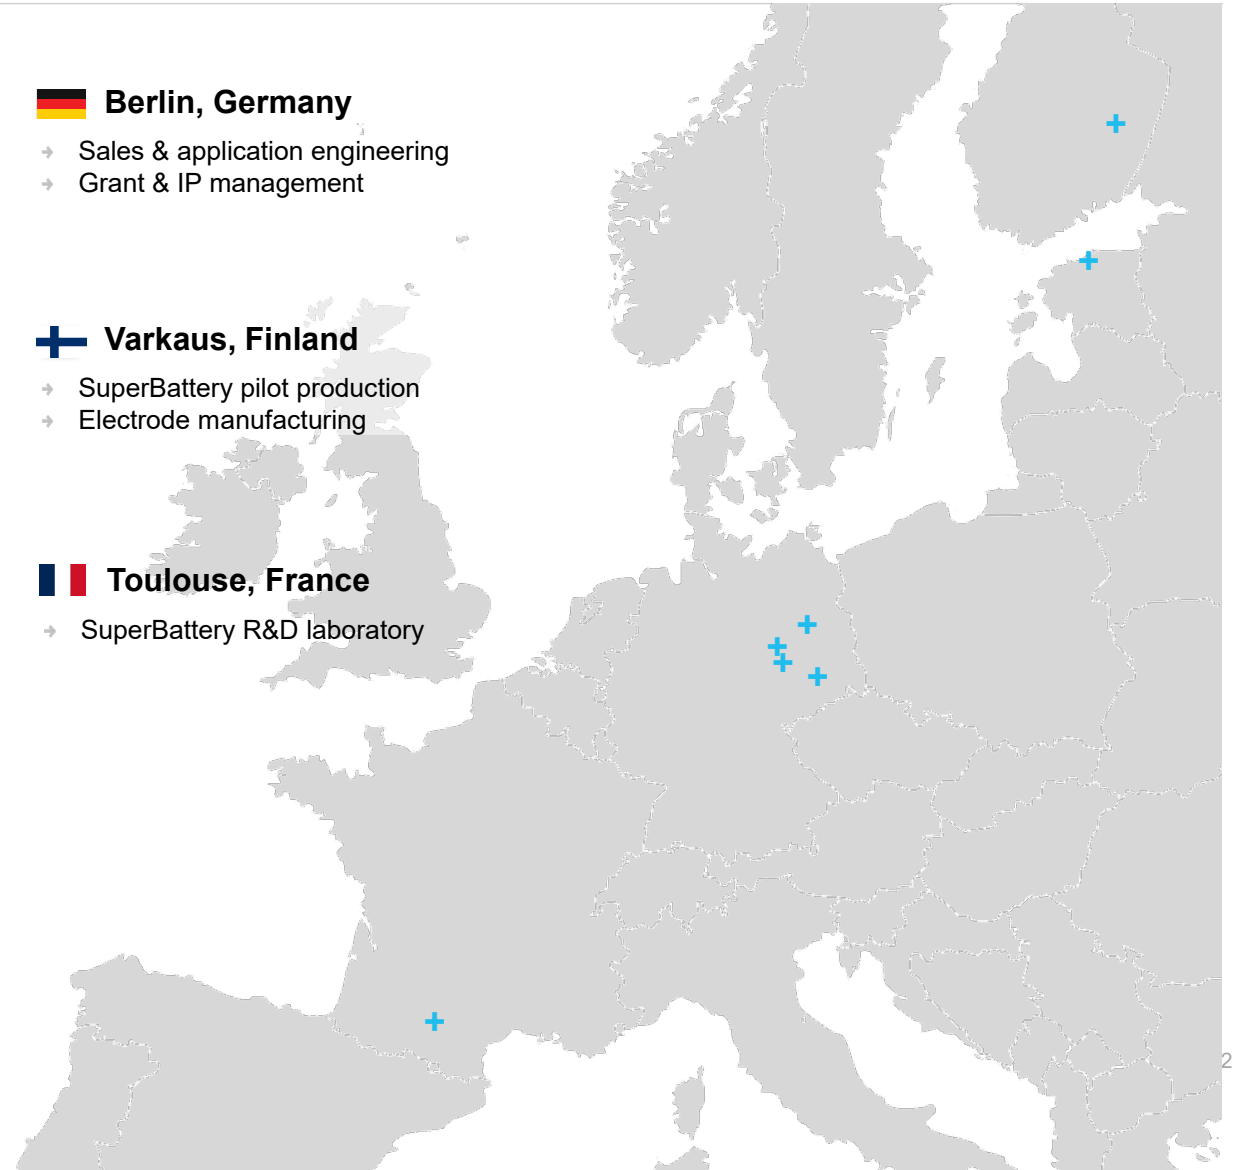 Berlin, Germany
Sales & application engineering
Grant & IP management
Varkaus, Finland
SuperBattery pilot production
Electrode manufacturing
Toulouse, France
SuperBattery R&D laboratory
2